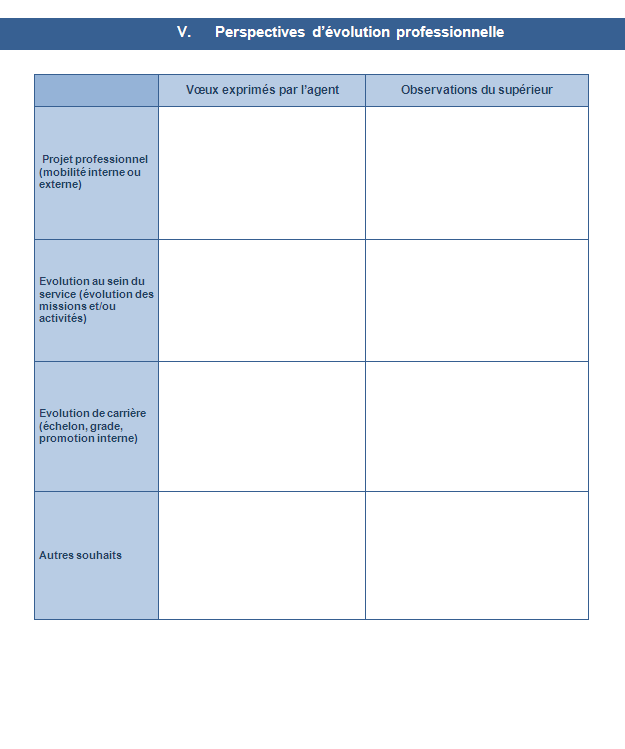 V. Perspectives d’évolution professionnelle
Vœux exprimés par l’agent
Observations du supérieur
Projet professionnel
(mobilité interne ou
externe)
Evolution au sein du
service (évolution des
missions et/ou
activités)
Evolution de carrière
(échelon, grade,
promotion interne)
Autres souhaits